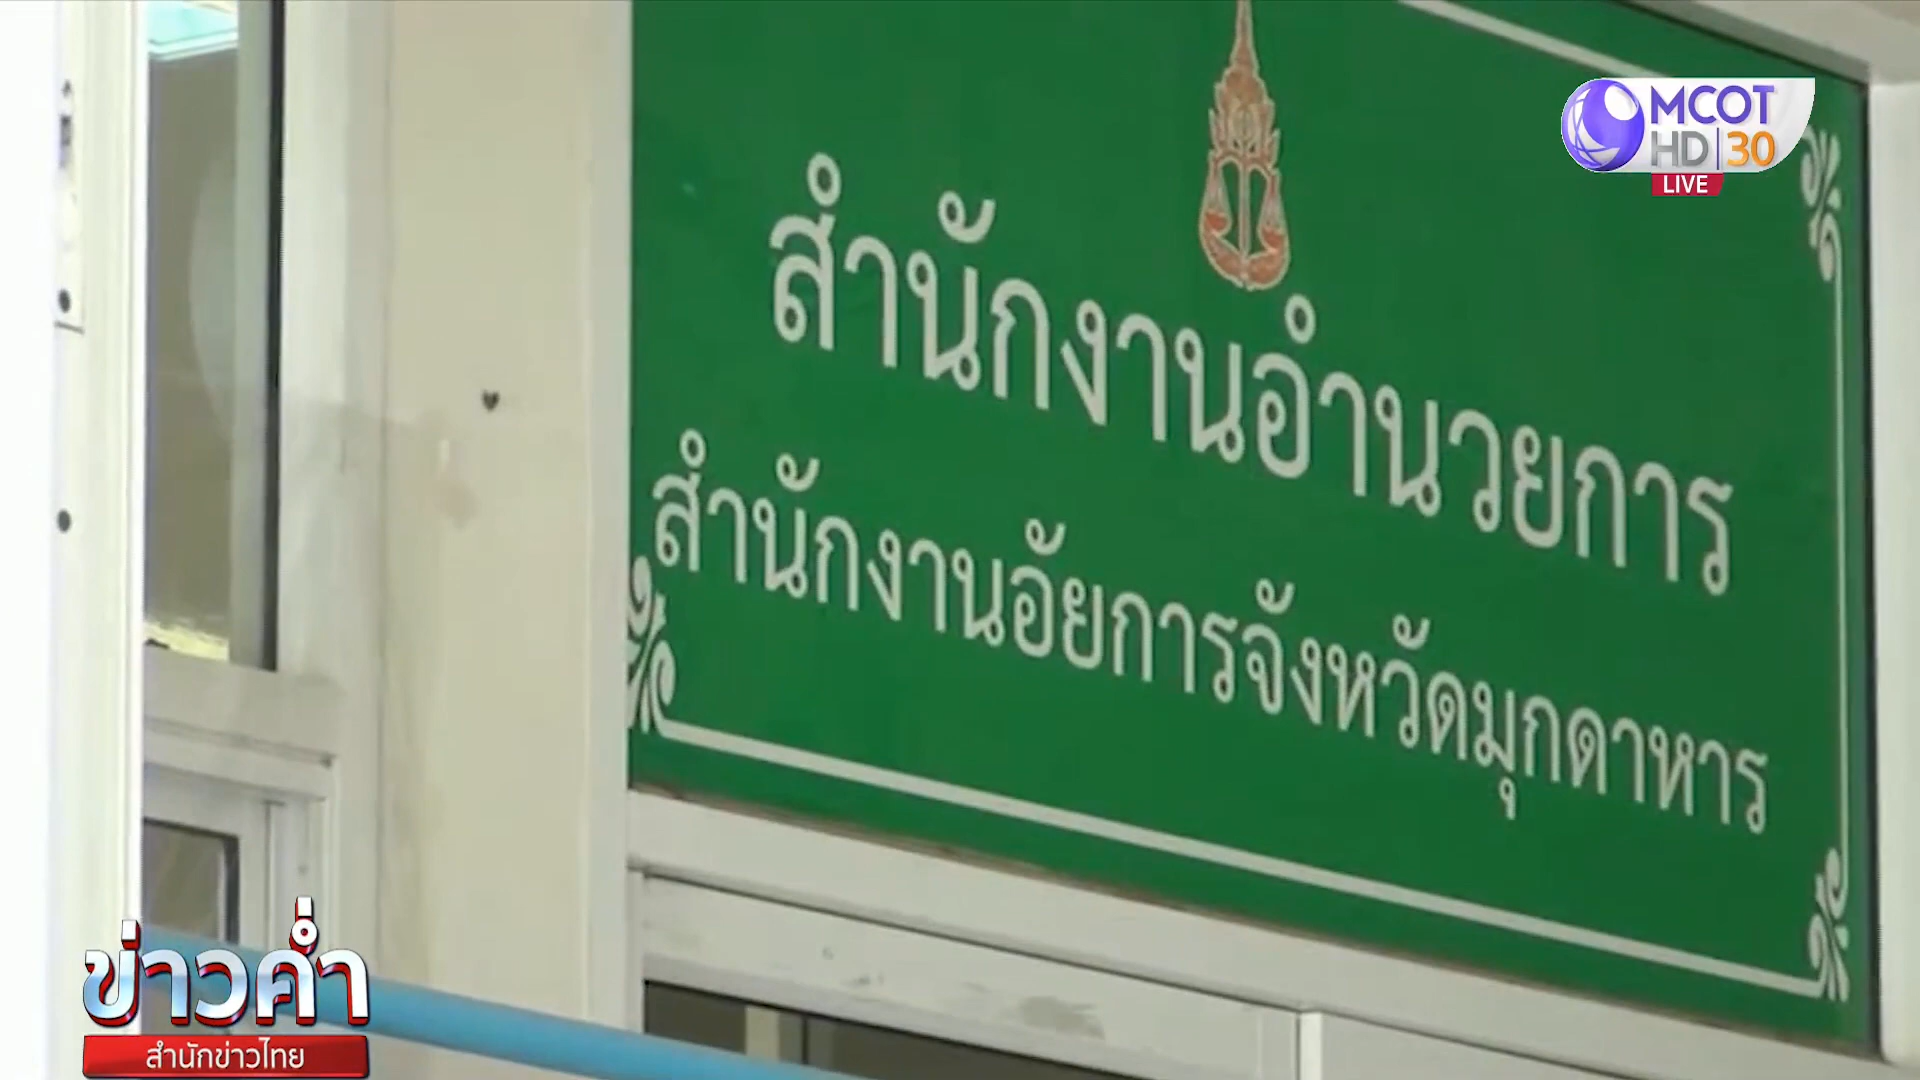 MCOT
HD 30
LIVE
สำนักงานอำนวยการ
สำนักงานอัยการจังหวัดมุกดาหาร
ข่าวค่ำ
สำนักข่าวไทย